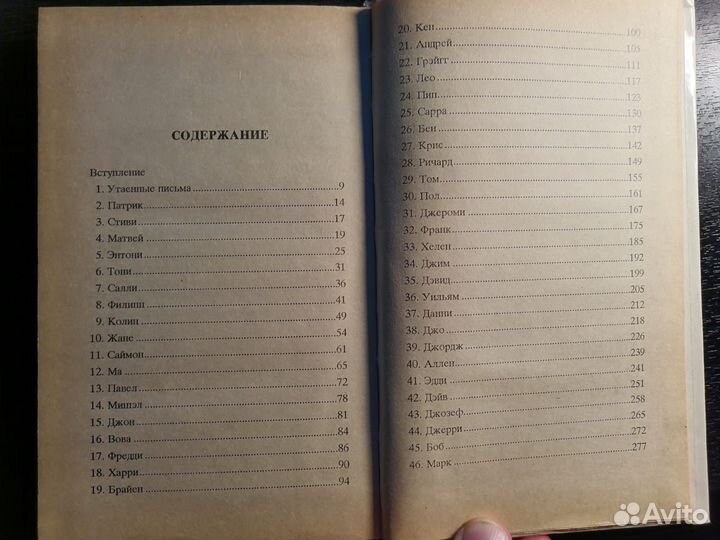 СОДЕРЖАНИЕ
Вступление
1. Утаенные письма 9
2. Патрик 14
3. Стиви 17
4. Матвей 19
5. Энтони 25
6. Тони 31
7. Салли 36
8. Филипп 41
9. Колин 49
10. Жане 54
11. Саймон 61
12. Ма 65
13. Павел 72
14. Мишэл 78
15. Джон 81
16. Вова 84
17. Фредди 86
18. Харри 90
19. Брайен 94
20. Кен 100
21. Андрей 105
22. Грэйгг 111
23. Лео 117
24. Пип 123
25. Сарра 130
26. Бен 137
27. Крис 142
28. Ричард 149
29. Том 155
30. Пол 161
31. Джероми 167
32. Франк 175
33. Хелен 185
34. Джим 192
35. Дэвид 199
36. Уильям 205
37. Данни 212
38. Джо 218
39. Джордж 226
40. Аллен 239
41. Эдди 241
42. Дэйв 251
43. Джозеф 258
44. Джерри 265
45. Боб 272
46. Марк 277
Avito